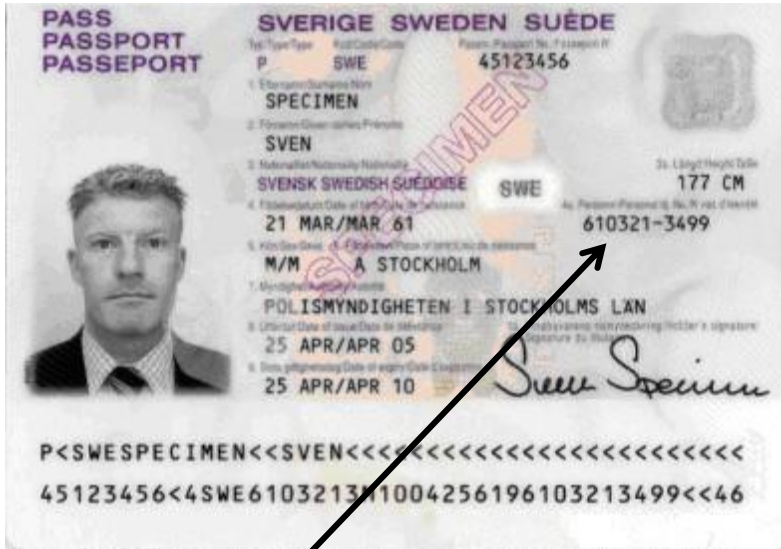 PASS
PASSPORT
PASSEPORT
SVERIGE SWEDEN SUÈDE
P SWE 45123456
SPECIMEN
SVEN
SVENSK SWEDISH SUÉDOISE SWE 177 CM
21 MAR/MAR 61 610321-3499
M/M A STOCKHOLM
POLISMYNDIGHETEN I STOCKHOLMS LÄN
25 APR/APR 05
25 APR/APR 10
SPECIMEN
P<SWESPECIMEN<<SVEN<<<<<<<<<<<<<<<<<<<<<<<<<
45123456<4SWE6103213M1004256196103213499<<46